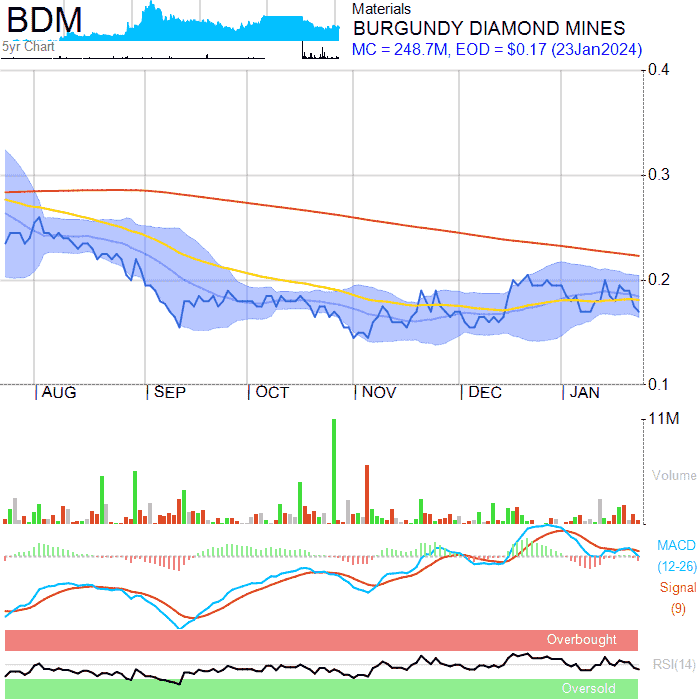 BDM
5yr Chart
Materials
BURGUNDY DIAMOND MINES
MC = 248.7M, EOD = $0.17 (23Jan2024)
0.4
0.3
0.2
0.1
AUG SEP OCT NOV DEC JAN
11M
Volume
MACD
(12-26)
Signal
(9)
Overbought
RSI(14)
Oversold